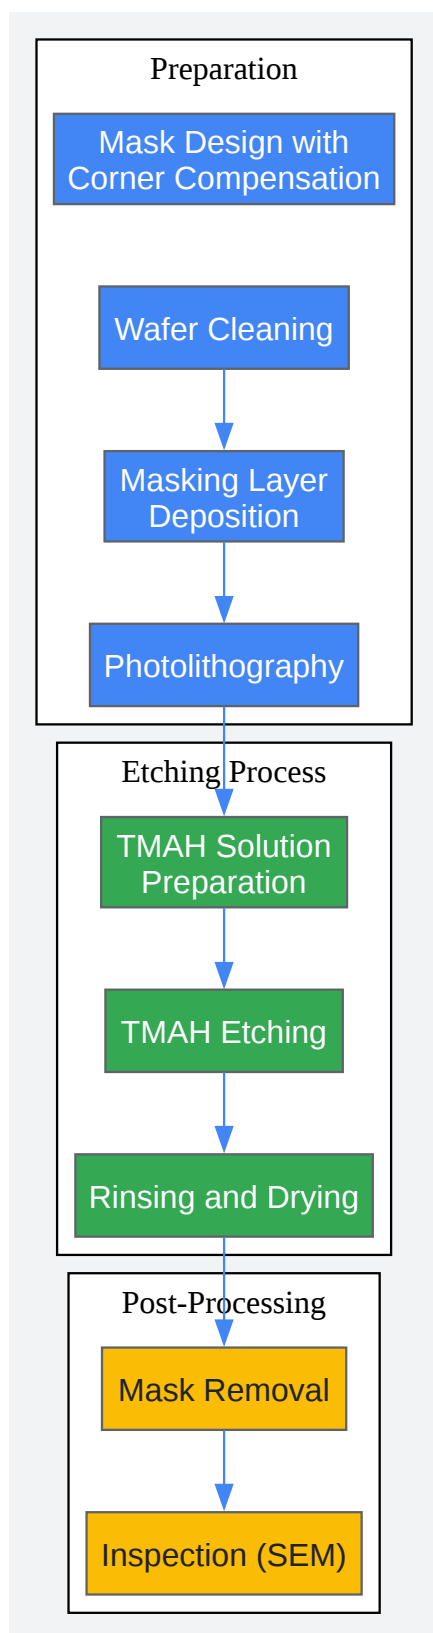 Preparation
Mask Design with
Corner Compensation
Wafer Cleaning
Masking Layer
Deposition
Photolithography
Etching Process
TMAH Solution
Preparation
TMAH Etching
Rinsing and Drying
Post-Processing
Mask Removal
Inspection (SEM)